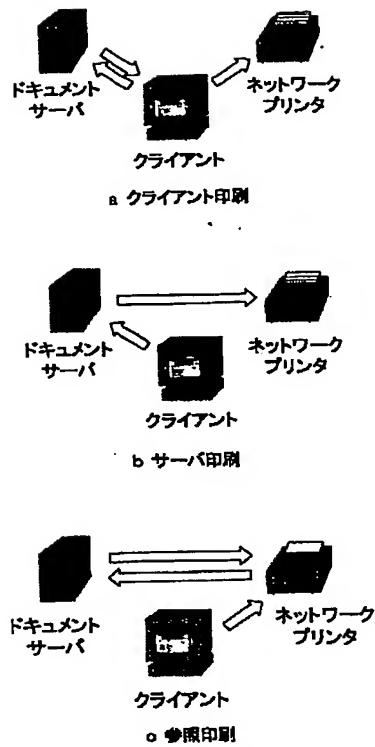 ドキュメント
サーバ
ネットワーク
プリンタ
クライアント
a クライアント印刷
ドキュメント
サーバ
ネットワーク
プリンタ
クライアント
b サーバ印刷
ドキュメント
サーバ
ネットワーク
プリンタ
クライアント
c 参照印刷